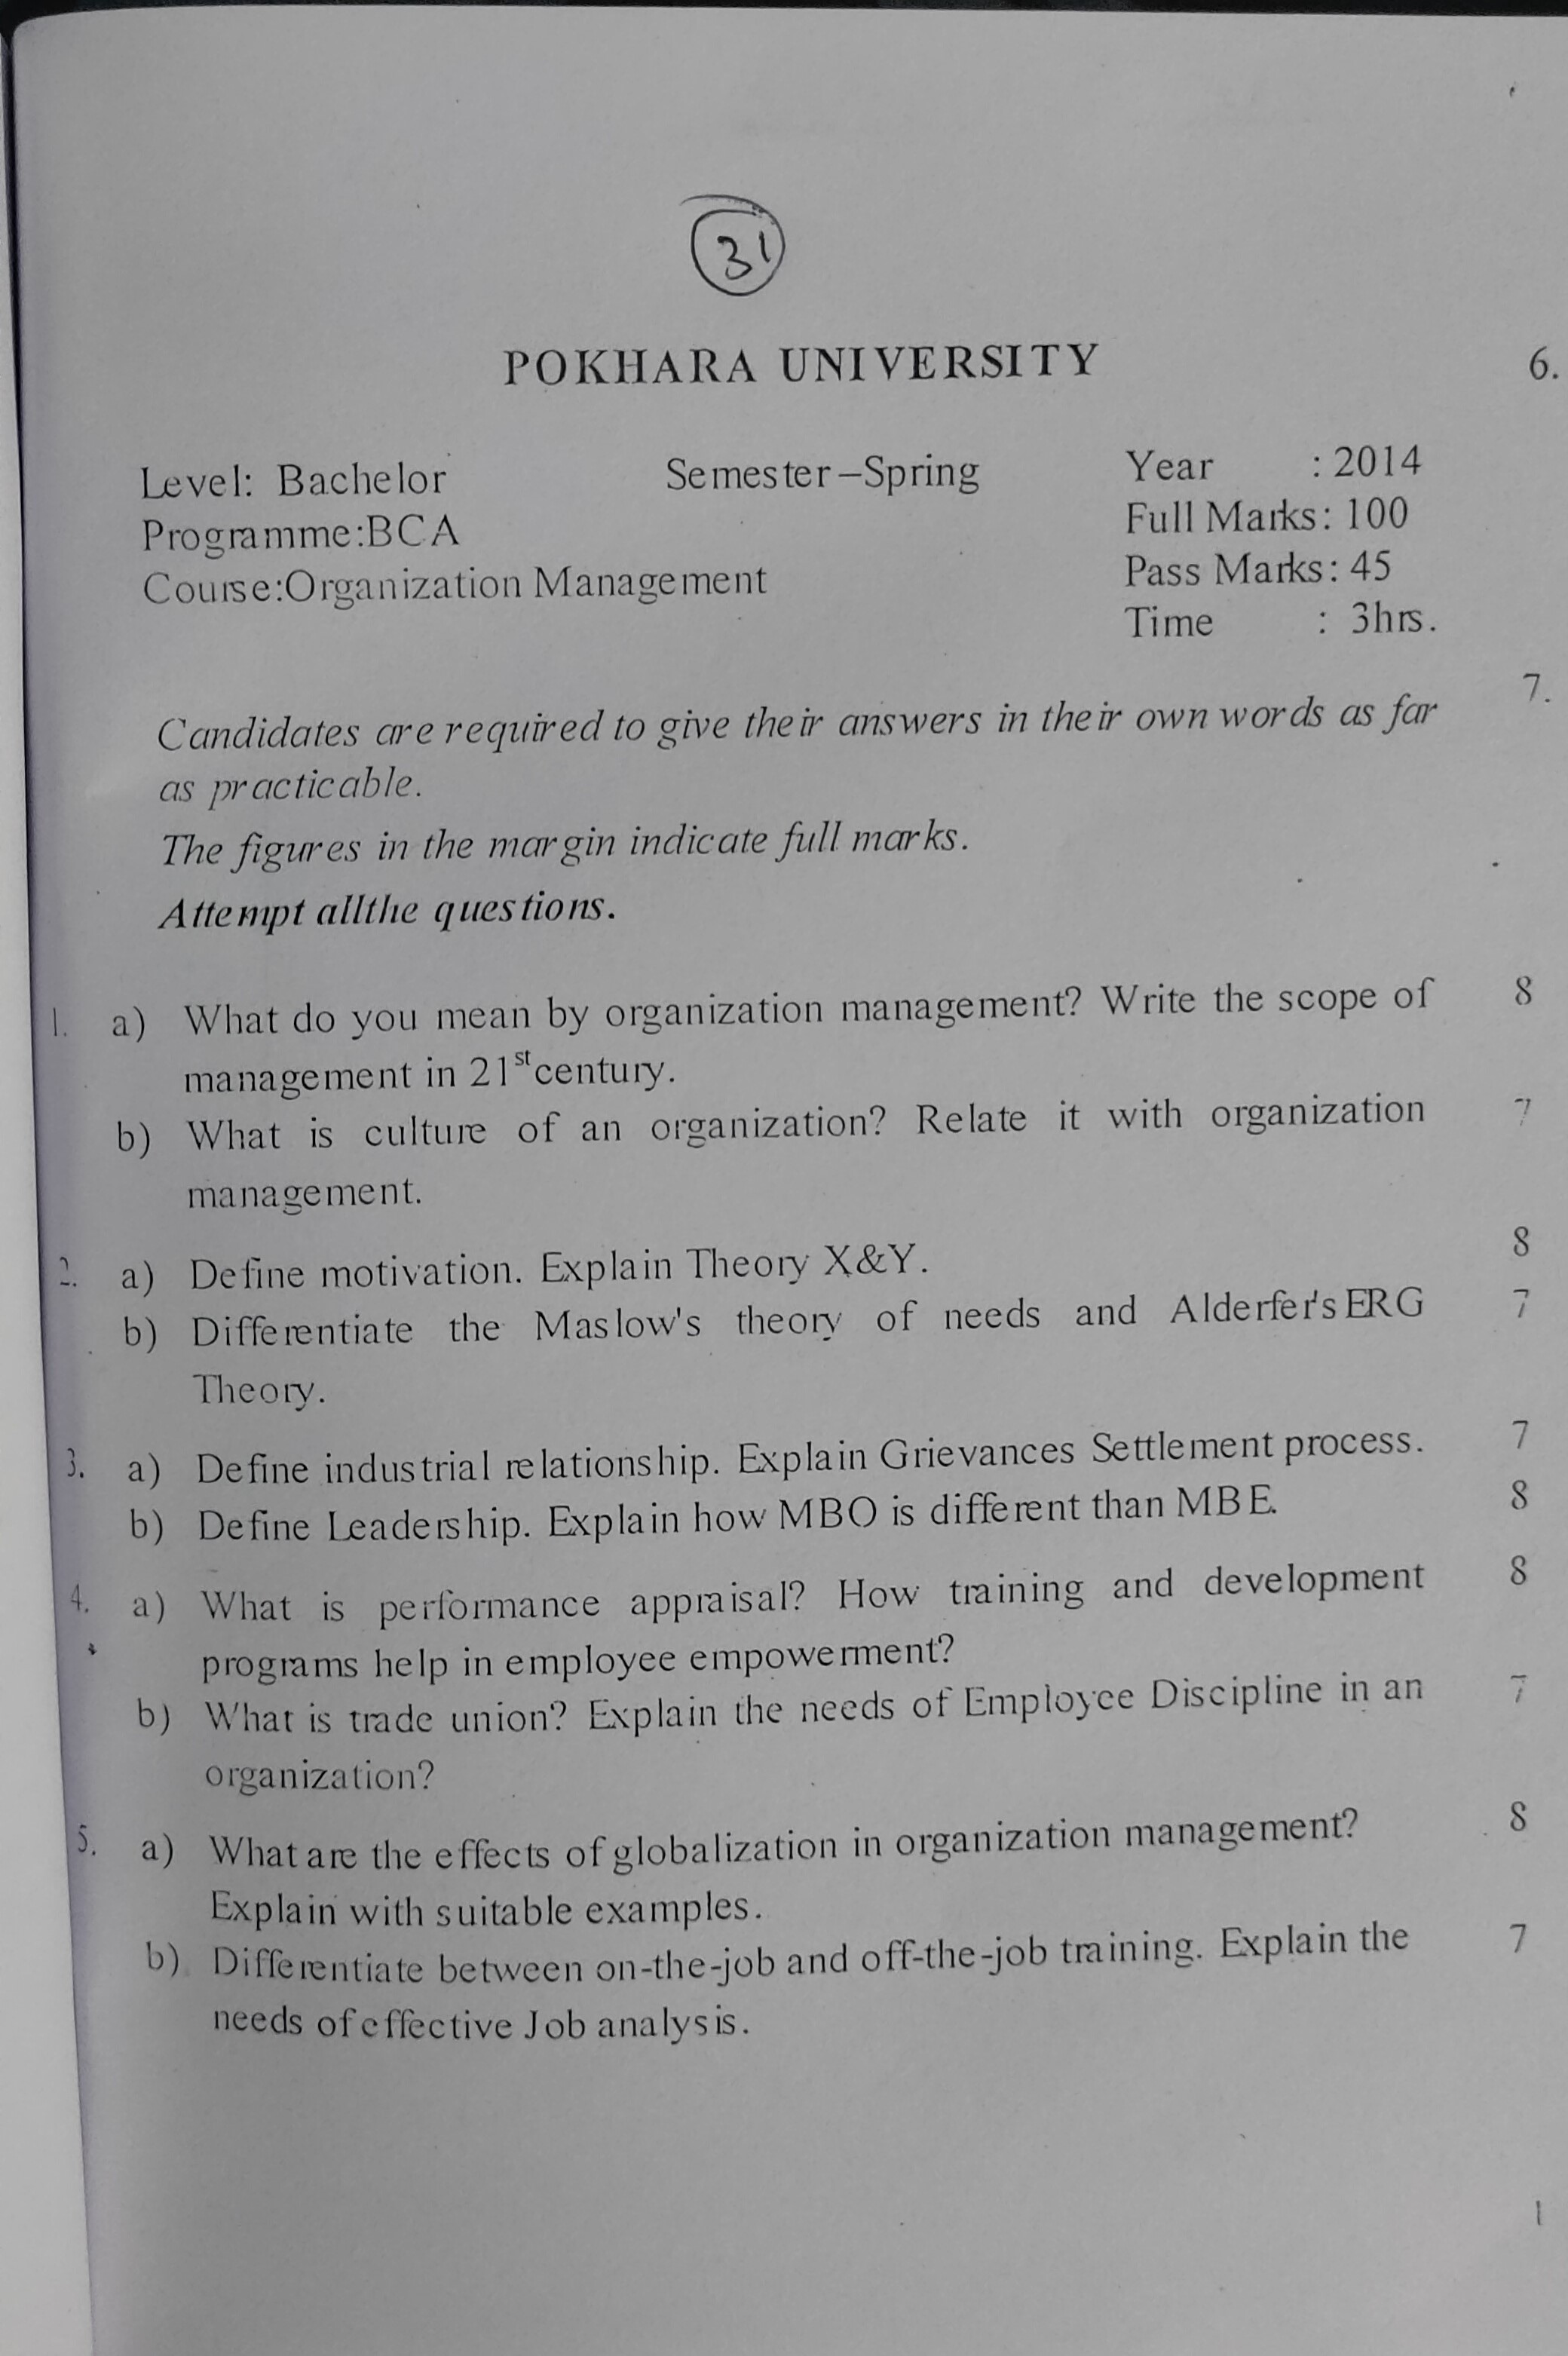 31
POKHARA UNIVERSITY
6.
Level: Bachelor Semester–Spring Year : 2014
Programme:BCA Full Marks: 100
Course:Organization Management Pass Marks: 45
Time : 3hrs.
7.
Candidates are required to give their answers in their own words as far
as practicable.
The figures in the margin indicate full marks.
Attempt allthe questions.
1. a) What do you mean by organization management? Write the scope of 8
management in 21st century.
b) What is culture of an organization? Relate it with organization 7
management.
2. a) Define motivation. Explain Theory X&Y. 8
b) Differentiate the Maslow's theory of needs and Alderfer's ERG 7
Theory.
3. a) Define industrial relationship. Explain Grievances Settlement process. 7
b) Define Leadership. Explain how MBO is different than MBE. 8
4. a) What is performance appraisal? How training and development 8
programs help in employee empowerment?
b) What is trade union? Explain the needs of Employee Discipline in an 7
organization?
5. a) What are the effects of globalization in organization management? 8
Explain with suitable examples.
b) Differentiate between on-the-job and off-the-job training. Explain the 7
needs of effective Job analysis.
1